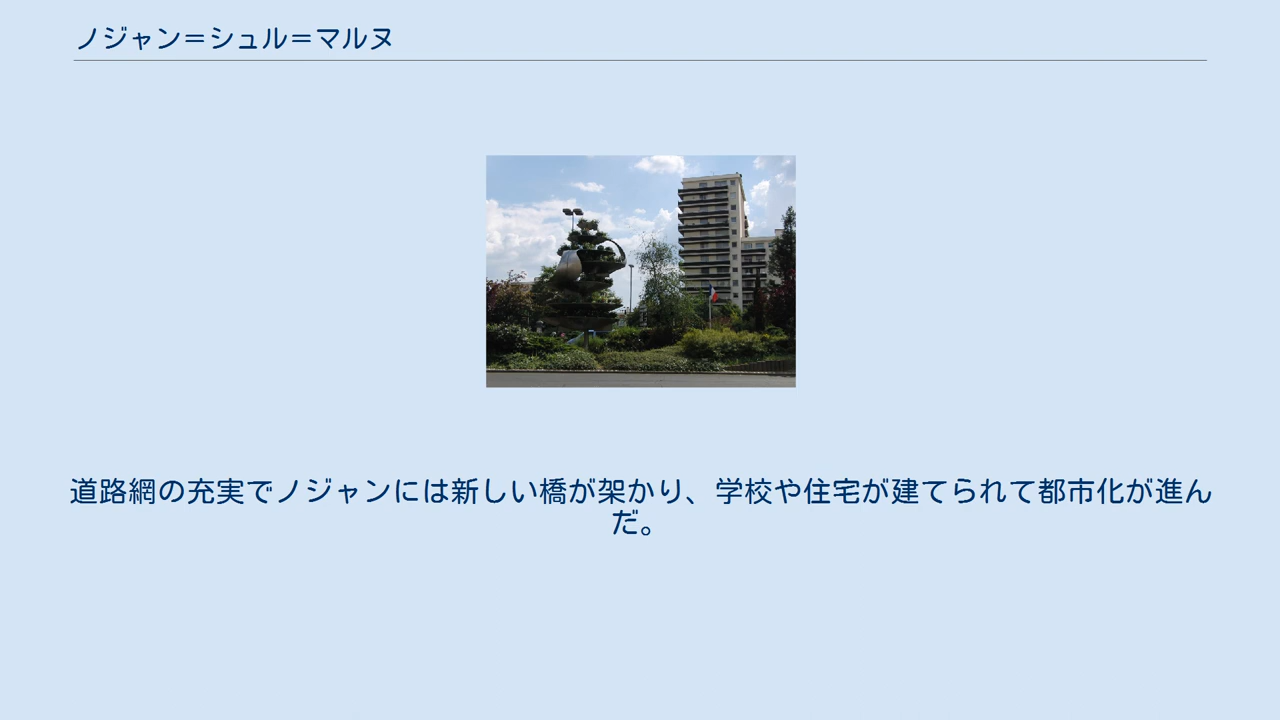 ノジャン＝シュル＝マルヌ
道路網の充実でノジャンには新しい橋が架かり、学校や住宅が建てられて都市化が進ん
だ。